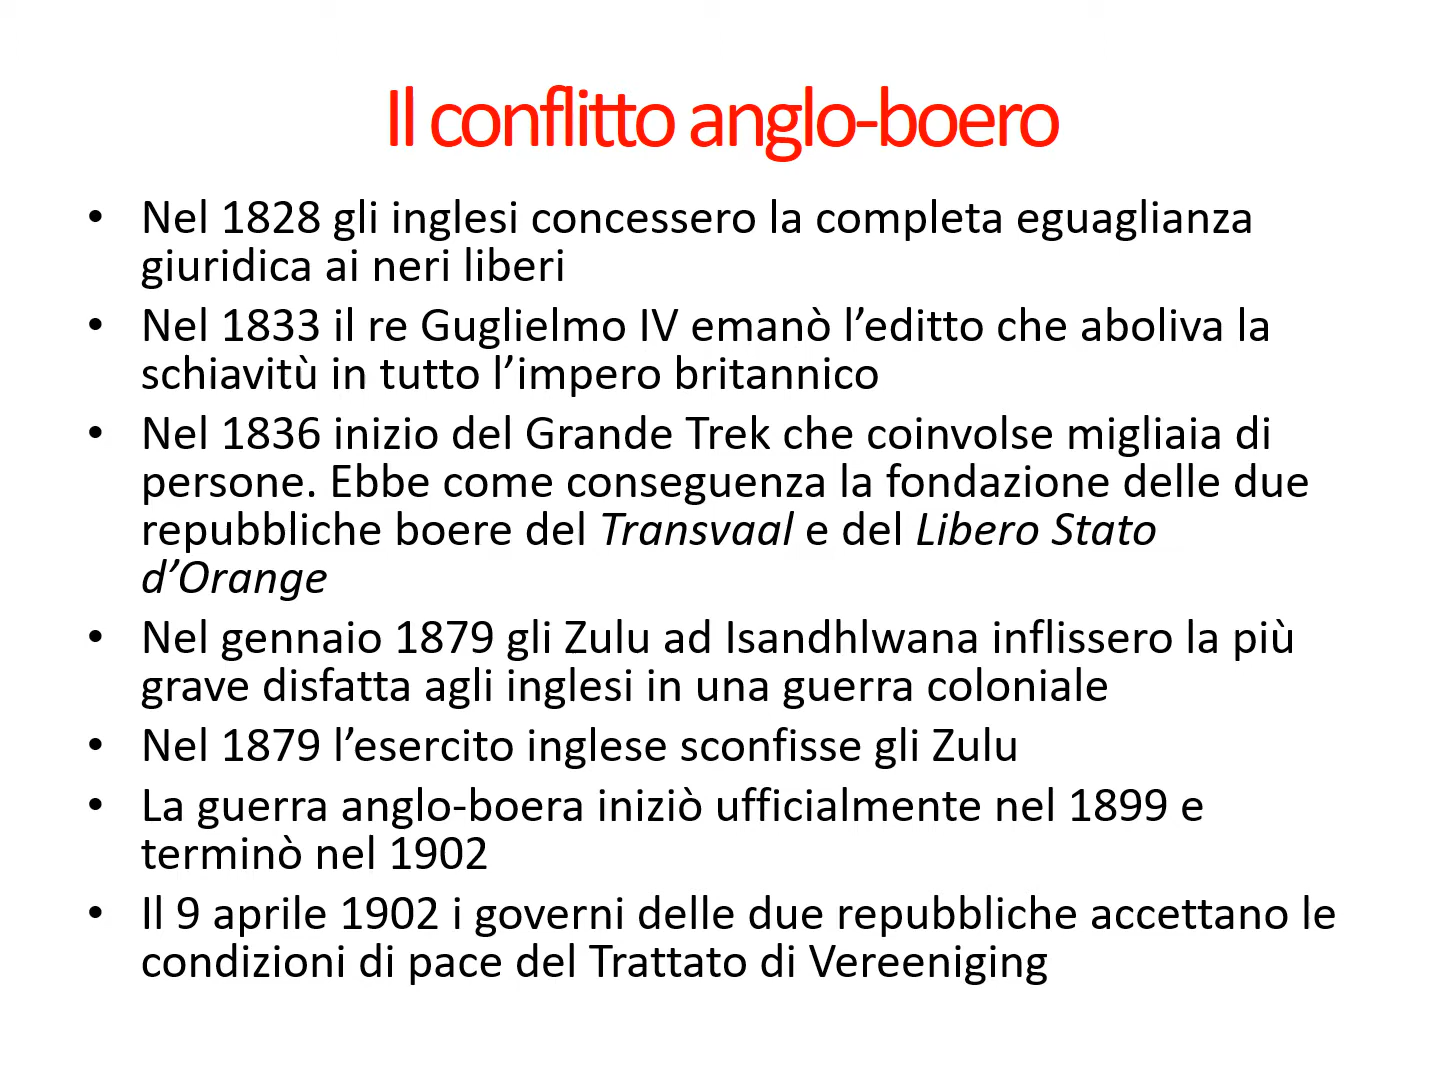 Il conflitto anglo-boero
• Nel 1828 gli inglesi concessero la completa eguaglianza
giuridica ai neri liberi
• Nel 1833 il re Guglielmo IV emanò l’editto che aboliva la
schiavitù in tutto l’impero britannico
• Nel 1836 inizio del Grande Trek che coinvolse migliaia di
persone. Ebbe come conseguenza la fondazione delle due
repubbliche boere del Transvaal e del Libero Stato
d’Orange
• Nel gennaio 1879 gli Zulu ad Isandhlwana inflissero la più
grave disfatta agli inglesi in una guerra coloniale
• Nel 1879 l’esercito inglese sconfisse gli Zulu
• La guerra anglo-boera iniziò ufficialmente nel 1899 e
terminò nel 1902
• Il 9 aprile 1902 i governi delle due repubbliche accettano le
condizioni di pace del Trattato di Vereeniging